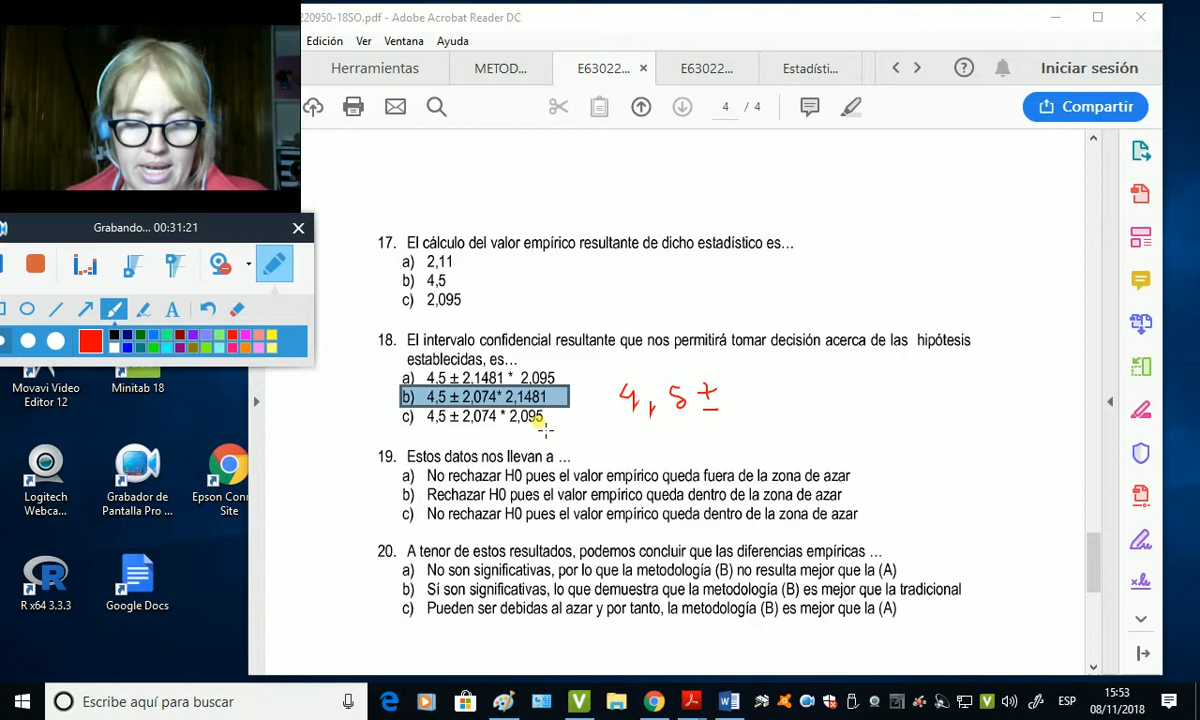 220950-18SO.pdf - Adobe Acrobat Reader DC
Edición Ver Ventana Ayuda
Herramientas METOD... E63022... × E63022... Estadísti... Iniciar sesión
4 / 4 Compartir
Grabando... 00:31:21
A
17. El cálculo del valor empírico resultante de dicho estadístico es…
a) 2,11
b) 4,5
c) 2,095
18. El intervalo confidencial resultante que nos permitirá tomar decisión acerca de las hipótesis
establecidas, es…
a) 4,5 ± 2,1481 * 2,095
b) 4,5 ± 2,074* 2,1481
4,5 ±
c) 4,5 ± 2,074 * 2,095
19. Estos datos nos llevan a …
a) No rechazar H0 pues el valor empírico queda fuera de la zona de azar
b) Rechazar H0 pues el valor empírico queda dentro de la zona de azar
c) No rechazar H0 pues el valor empírico queda dentro de la zona de azar
20. A tenor de estos resultados, podemos concluir que las diferencias empíricas …
a) No son significativas, por lo que la metodología (B) no resulta mejor que la (A)
b) Sí son significativas, lo que demuestra que la metodología (B) es mejor que la tradicional
c) Pueden ser debidas al azar y por tanto, la metodología (B) es mejor que la (A)
Movavi Video
Editor 12
Minitab 18
Logitech
Webca...
Grabador de
Pantalla Pro ...
Epson Conn
Site
R x64 3.3.3
Google Docs
Escribe aquí para buscar
ESP
15:53
08/11/2018